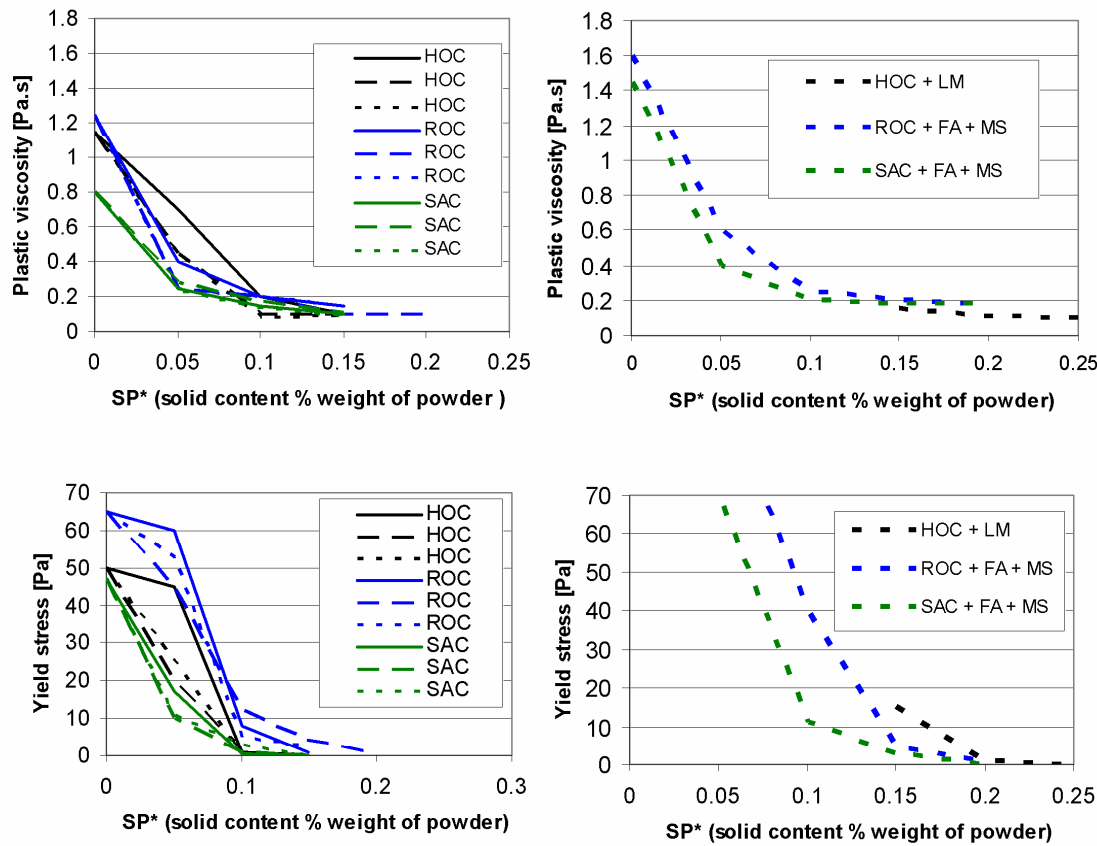 Plastic viscosity [Pa.s]
1.8
1.6
1.4
1.2
1
0.8
0.6
0.4
0.2
0
0 0.05 0.1 0.15 0.2 0.25
SP* (solid content % weight of powder )
HOC
HOC
HOC
ROC
ROC
ROC
SAC
SAC
SAC
Plastic viscosity [Pa.s]
1.8
1.6
1.4
1.2
1
0.8
0.6
0.4
0.2
0
0 0.05 0.1 0.15 0.2 0.25
SP* (solid content % weight of powder)
HOC + LM
ROC + FA + MS
SAC + FA + MS
Yield stress [Pa]
70
60
50
40
30
20
10
0
0 0.1 0.2 0.3
SP* (solid content % weight of powder)
HOC
HOC
HOC
ROC
ROC
ROC
SAC
SAC
SAC
Yield stress [Pa]
70
60
50
40
30
20
10
0
0 0.05 0.1 0.15 0.2 0.25
SP* (solid content % weight of powder)
HOC + LM
ROC + FA + MS
SAC + FA + MS